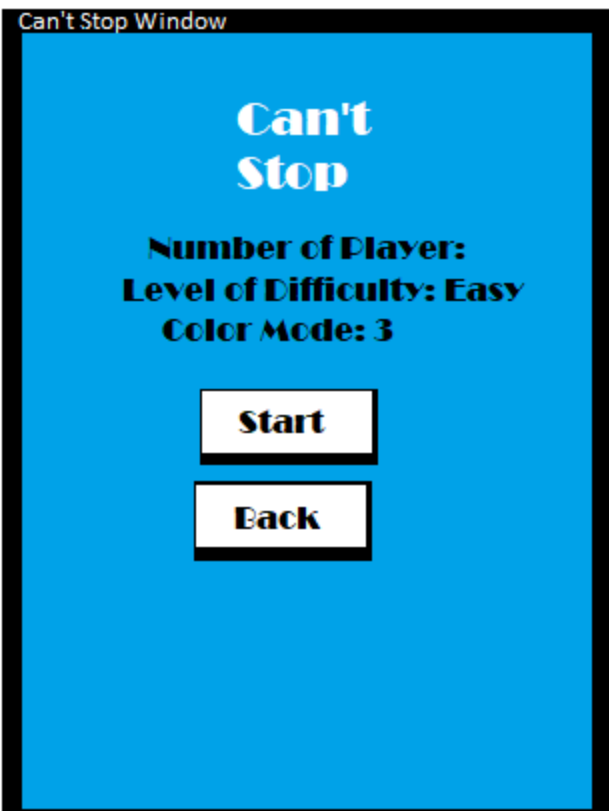 Can't Stop Window
Can't
Stop
Number of Player:
Level of Difficulty: Easy
Color Mode: 3
Start
Back